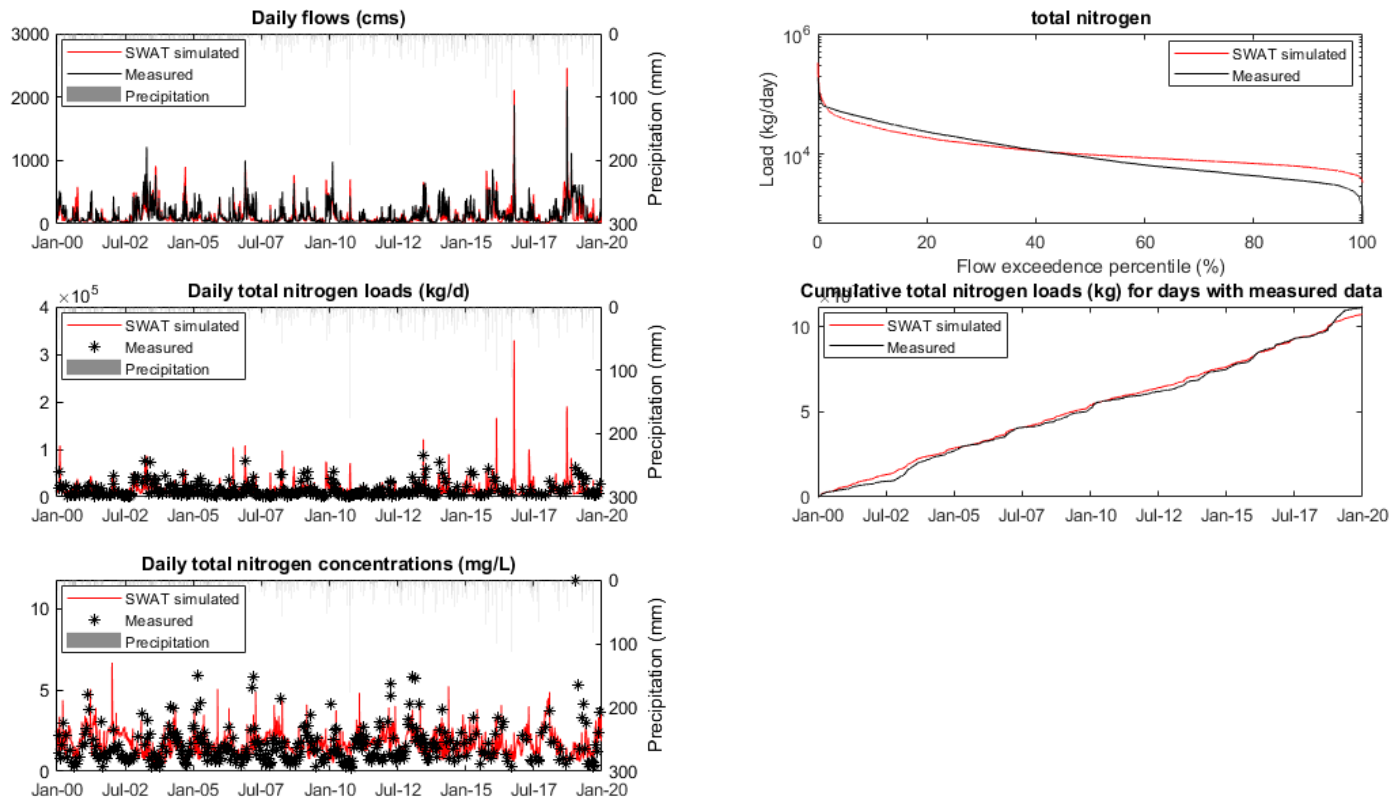 Daily flows (cms)
3000
2000
1000
0
SWAT simulated
Measured
Precipitation
0
100
200
300
Precipitation (mm)
Jan-00 Jul-02 Jan-05 Jul-07 Jan-10 Jul-12 Jan-15 Jul-17 Jan-20
total nitrogen
10^6
10^4
Load (kg/day)
SWAT simulated
Measured
0 20 40 60 80 100
Flow exceedence percentile (%)
Daily total nitrogen loads (kg/d)
×10^5
4
3
2
1
0
SWAT simulated
Measured
Precipitation
0
100
200
300
Precipitation (mm)
Jan-00 Jul-02 Jan-05 Jul-07 Jan-10 Jul-12 Jan-15 Jul-17 Jan-20
Cumulative total nitrogen loads (kg) for days with measured data
10
5
0
SWAT simulated
Measured
Jan-00 Jul-02 Jan-05 Jul-07 Jan-10 Jul-12 Jan-15 Jul-17 Jan-20
Daily total nitrogen concentrations (mg/L)
10
5
0
SWAT simulated
Measured
Precipitation
0
100
200
300
Precipitation (mm)
Jan-00 Jul-02 Jan-05 Jul-07 Jan-10 Jul-12 Jan-15 Jul-17 Jan-20